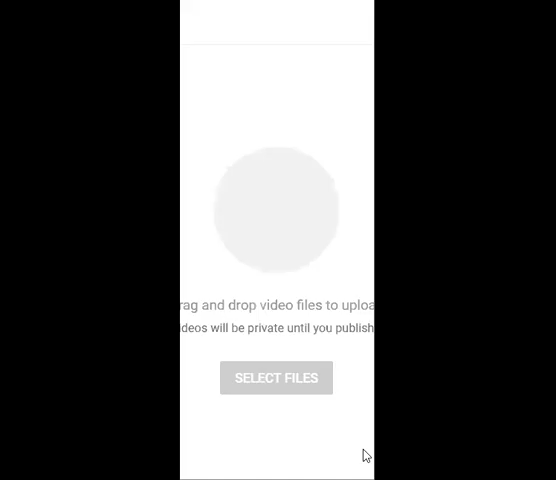 rag and drop video files to uploa
ideos will be private until you publish
SELECT FILES